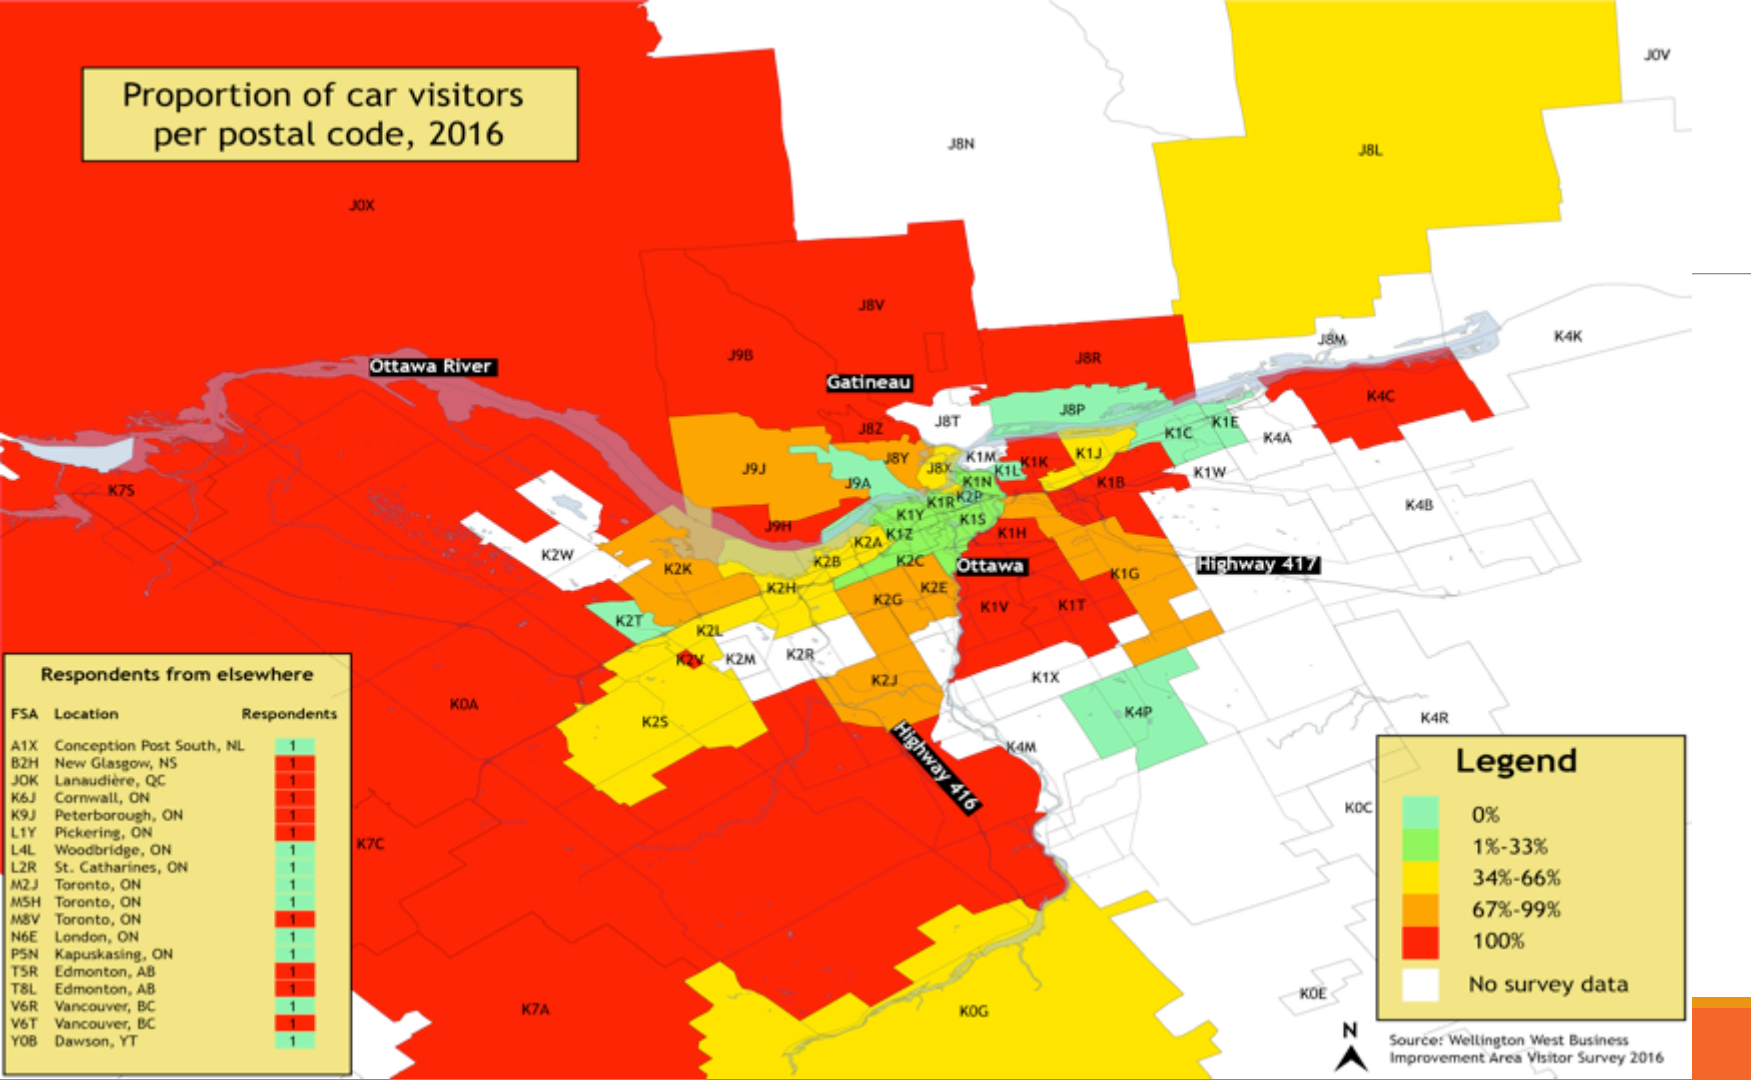 Proportion of car visitors
per postal code, 2016
J0V
J8N
J8L
J0X
J8V
J8M
K4K
J9B
J8R
Ottawa River
Gatineau
K4C
J8P
J8T
K1E
J8Z
K1C
K4A
K1J
J8Y
K1M
K1K
J9J
J8X
K1L
K1W
J9A
K1N
K1B
K7S
K2P
K1R
K4B
K1Y
K1S
J9H
K1Z
K1H
K2A
K2W
K2B
K2C
Ottawa
Highway 417
K2K
K1G
K2H
K2E
K2G
K1V
K1T
K2T
K2L
K2V
K2M
K2R
K1X
K2J
K0A
K4P
K2S
K4R
Highway 416
K4M
K0C
K7C
K0E
K7A
K0G
Respondents from elsewhere
FSA Location Respondents
A1X Conception Post South, NL 1
B2H New Glasgow, NS 1
J0K Lanaudière, QC 1
K6J Cornwall, ON 1
K9J Peterborough, ON 1
L1Y Pickering, ON 1
L4L Woodbridge, ON 1
L2R St. Catharines, ON 1
M2J Toronto, ON 1
M5H Toronto, ON 1
M8V Toronto, ON 1
N6E London, ON 1
P5N Kapuskasing, ON 1
T5R Edmonton, AB 1
T8L Edmonton, AB 1
V6R Vancouver, BC 1
V6T Vancouver, BC 1
Y0B Dawson, YT 1
Legend
0%
1%-33%
34%-66%
67%-99%
100%
No survey data
N
Source: Wellington West Business
Improvement Area Visitor Survey 2016